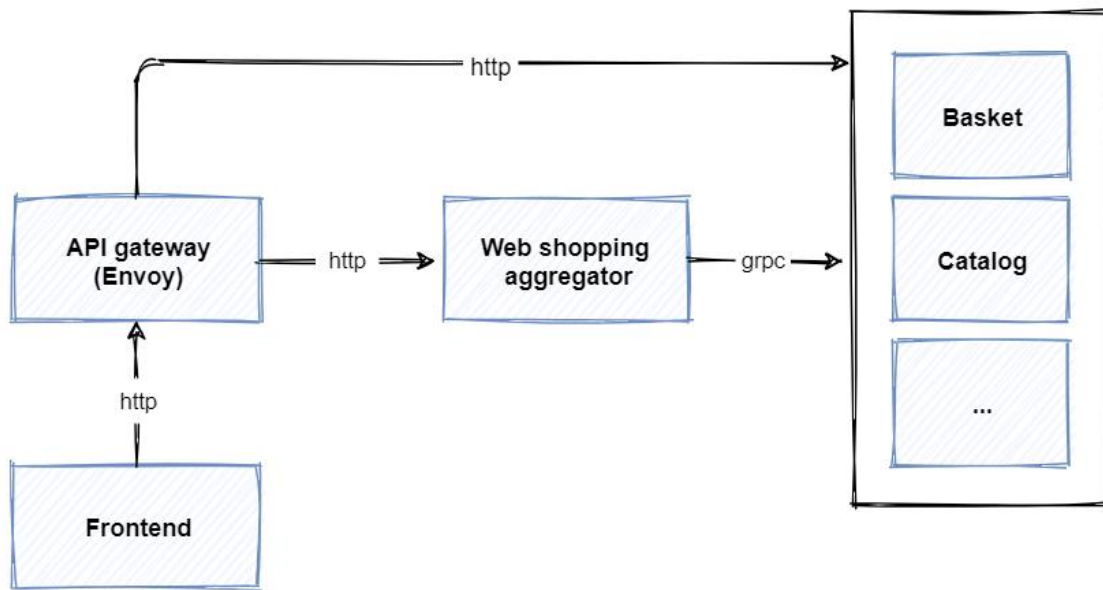 http
Basket
API gateway
(Envoy)
http
Web shopping
aggregator
grpc
Catalog
http
...
Frontend